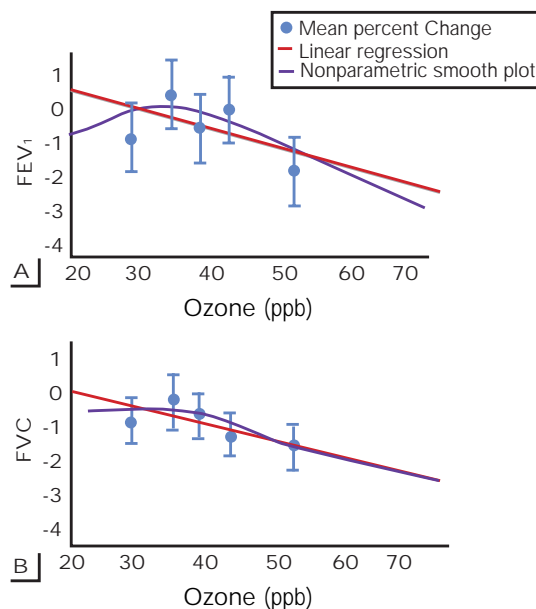 Mean percent Change
Linear regression
Nonparametric smooth plot
1
0
-1
-2
-3
-4
FEV1
A
20 30 40 50 60 70
Ozone (ppb)
1
0
-1
-2
-3
-4
FVC
B
20 30 40 50 60 70
Ozone (ppb)